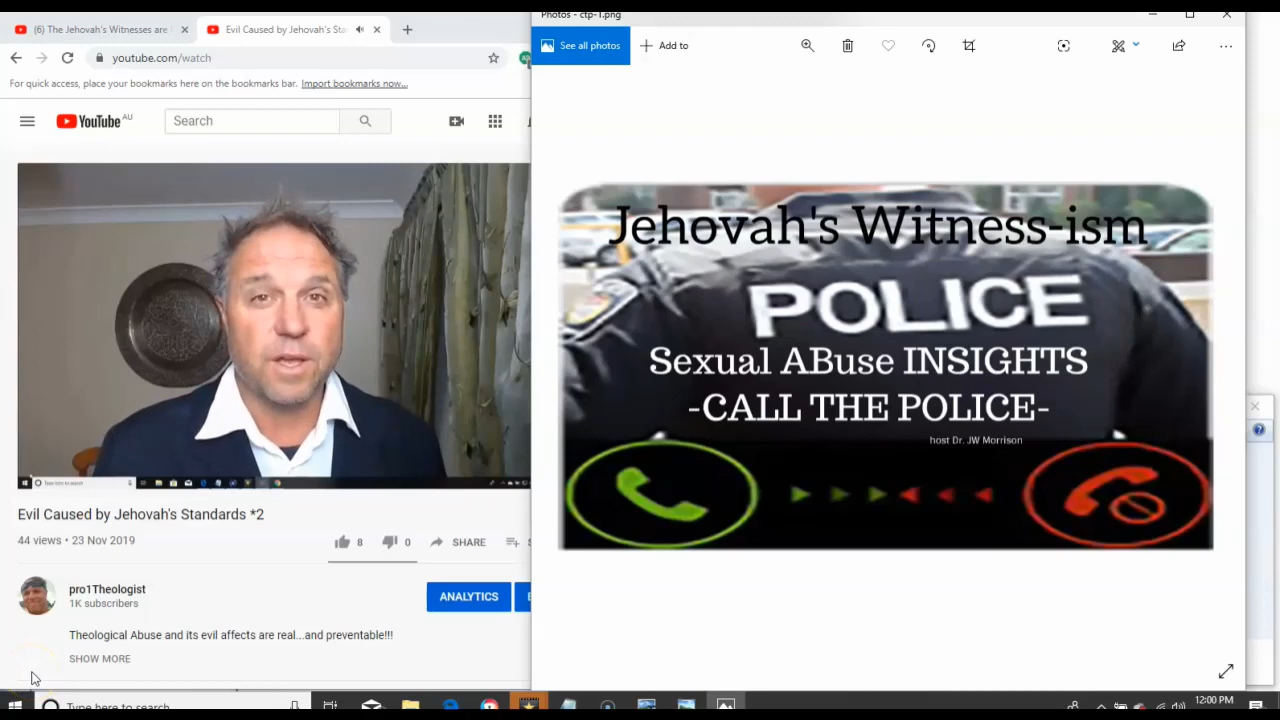 (6) The Jehovah's Witnesses are
Evil Caused by Jehovah's Sta
youtube.com/watch
For quick access, place your bookmarks here on the bookmarks bar. Import bookmarks now...
YouTube AU
Search
Evil Caused by Jehovah's Standards *2
44 views • 23 Nov 2019
8
0
SHARE
pro1Theologist
1K subscribers
ANALYTICS
Theological Abuse and its evil affects are real...and preventable!!!
SHOW MORE
Photos - ctp-1.png
See all photos
Add to
Jehovah's Witness-ism
POLICE
Sexual ABuse INSIGHTS
-CALL THE POLICE-
host Dr. JW Morrison
Type here to search
12:00 PM